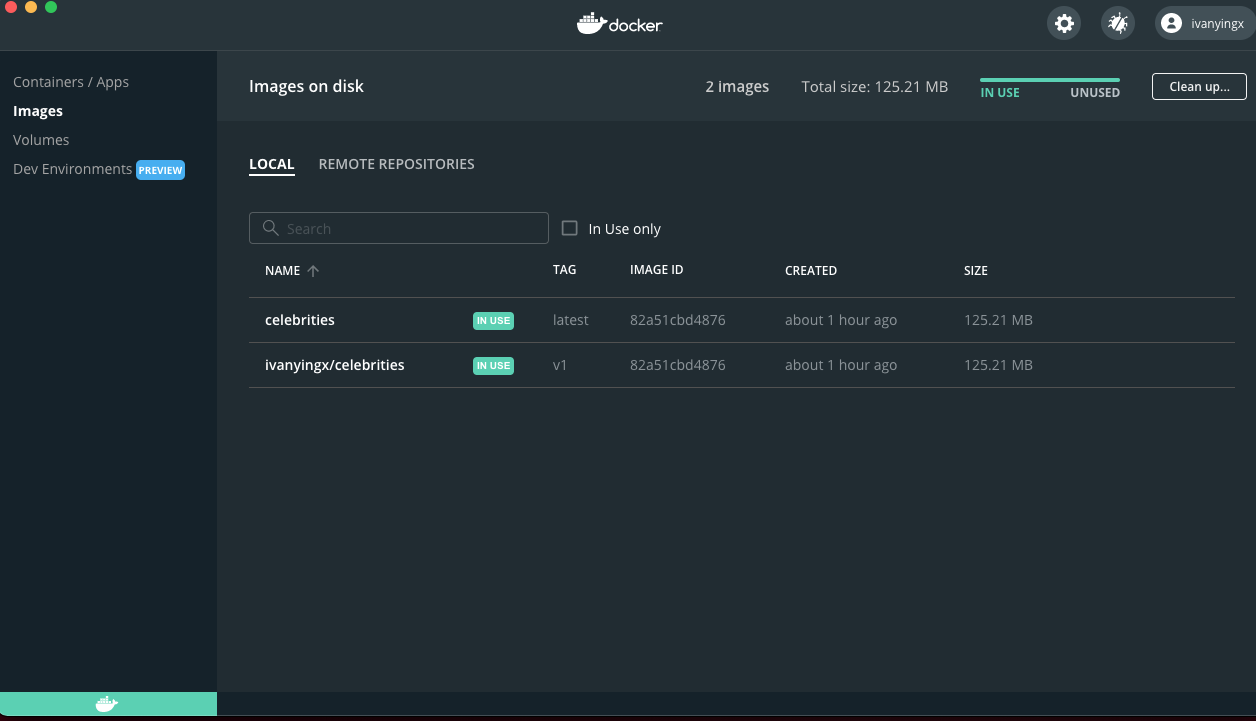 docker
ivanyingx
Containers / Apps
Images
Volumes
Dev Environments PREVIEW
Images on disk
2 images
Total size: 125.21 MB
IN USE
UNUSED
Clean up...
LOCAL
REMOTE REPOSITORIES
Search
In Use only
NAME TAG IMAGE ID CREATED SIZE
celebrities IN USE latest 82a51cbd4876 about 1 hour ago 125.21 MB
ivanyingx/celebrities IN USE v1 82a51cbd4876 about 1 hour ago 125.21 MB